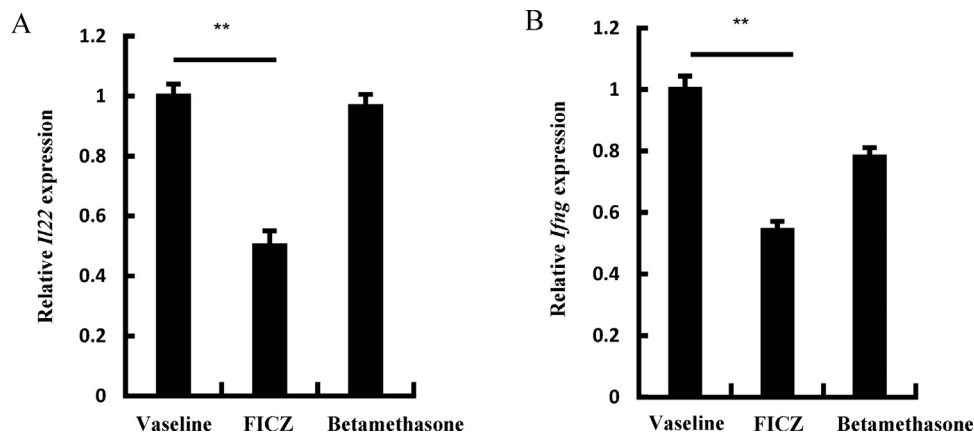 A
**
Relative Il22 expression
1.2
1
0.8
0.6
0.4
0.2
0
Vaseline FICZ Betamethasone
B
**
Relative Ifng expression
1.2
1
0.8
0.6
0.4
0.2
0
Vaseline FICZ Betamethasone